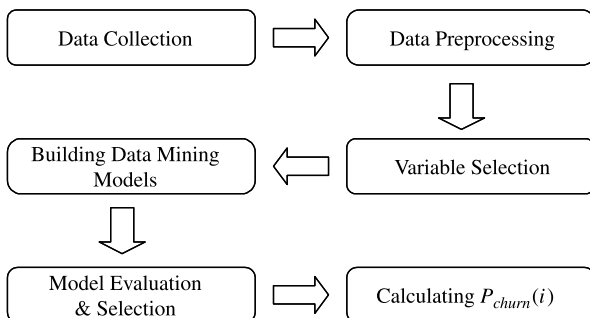 Data Collection
Data Preprocessing
Variable Selection
Building Data Mining
Models
Model Evaluation
& Selection
Calculating P_churn(i)